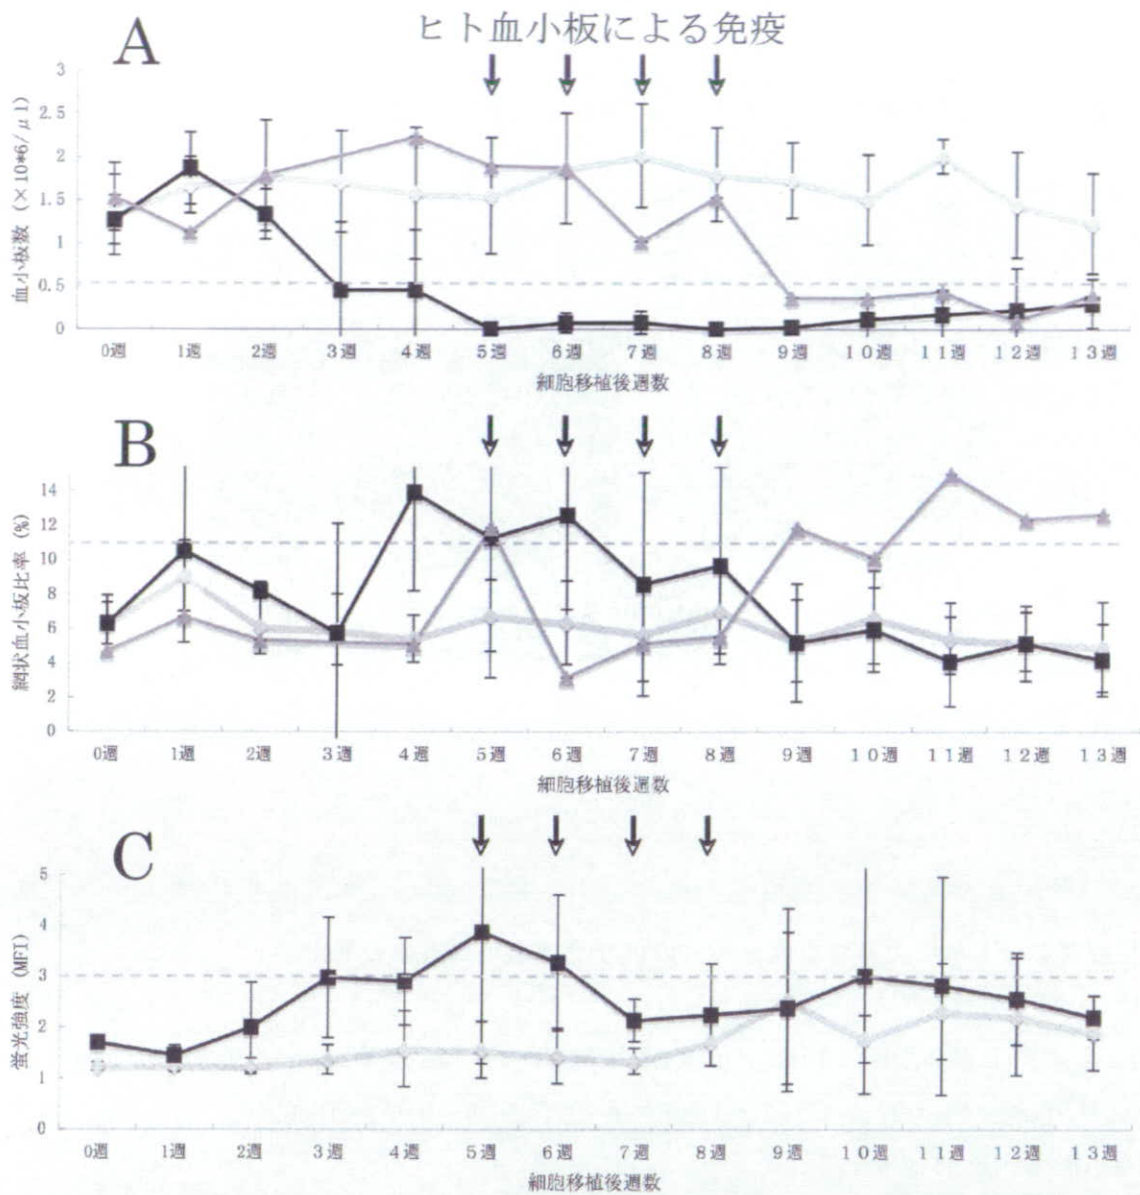 A
ヒト血小板による免疫
血小板数 (×10*6/μl)
3
2.5
2
1.5
1
0.5
0
0週 1週 2週 3週 4週 5週 6週 7週 8週 9週 10週 11週 12週 13週
細胞移植後週数
B
網状血小板比率 (%)
14
12
10
8
6
4
2
0
0週 1週 2週 3週 4週 5週 6週 7週 8週 9週 10週 11週 12週 13週
細胞移植後週数
C
蛍光強度 (MFI)
5
4
3
2
1
0
0週 1週 2週 3週 4週 5週 6週 7週 8週 9週 10週 11週 12週 13週
細胞移植後週数